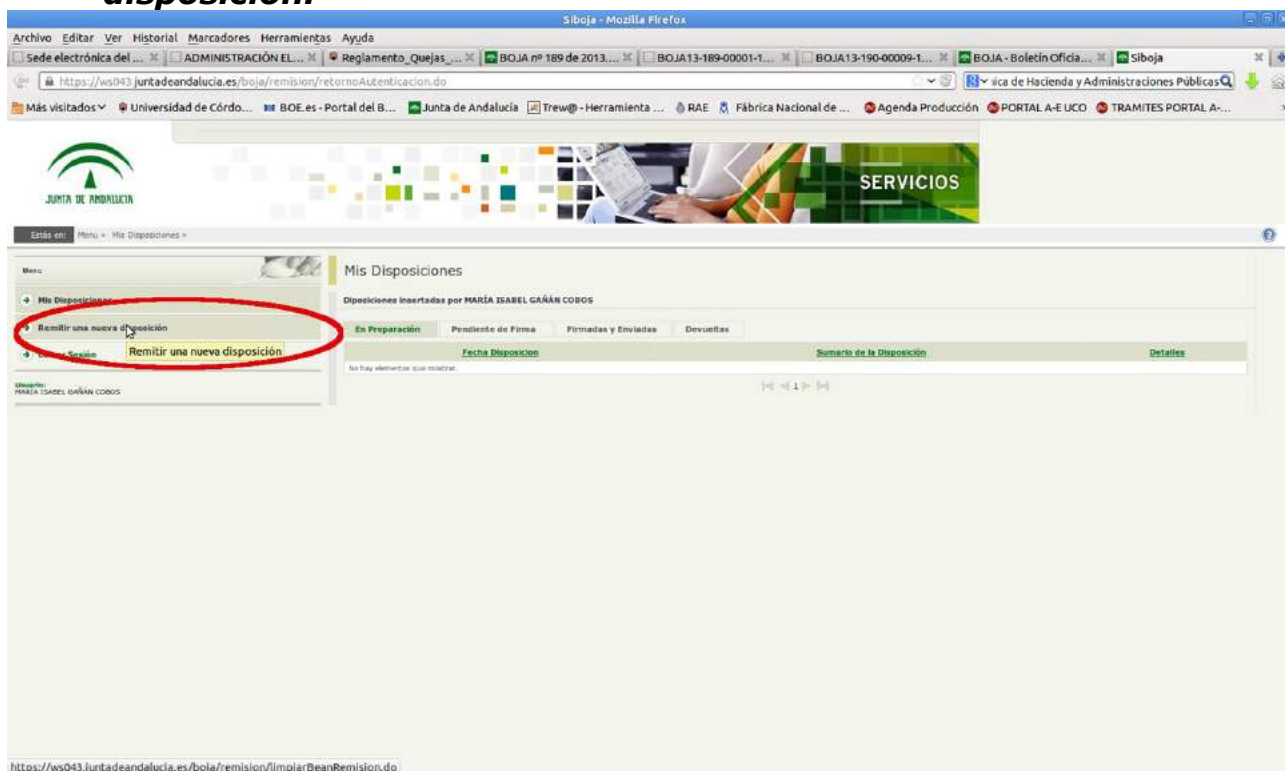 disposición.
Siboja - Mozilla Firefox
Archivo Editar Ver Historial Marcadores Herramientas Ayuda
Sede electrónica del ... ADMINISTRACIÓN EL... Reglamento_Quejas_... BOJA nº 189 de 2013.... BOJA13-189-00001-1... BOJA13-190-00009-1... BOJA - Boletín Oficia... Siboja
https://ws043.juntadeandalucia.es/boja/remision/retornoAutenticacion.do ica de Hacienda y Administraciones Públicas
Más visitados Universidad de Córdo... BOE.es - Portal del B... Junta de Andalucía Trew@ - Herramienta ... RAE Fábrica Nacional de ... Agenda Producción PORTAL A-E UCO TRAMITES PORTAL A-...
JUNTA DE ANDALUCIA
SERVICIOS
Estás en: Menu » Mis Disposiciones »
Menu
Mis Disposiciones
Remitir una nueva disposición
Sesión
Remitir una nueva disposición
Usuario:
MARÍA ISABEL GAÑÁN COBOS
Mis Disposiciones
Diposiciones insertadas por MARÍA ISABEL GAÑÁN COBOS
En Preparación Pendiente de Firma Firmadas y Enviadas Devueltas
Fecha Disposicion Sumario de la Disposición Detalles
No hay elementos que mostrar.
1
https://ws043.juntadeandalucia.es/boja/remision/limpiarBeanRemision.do